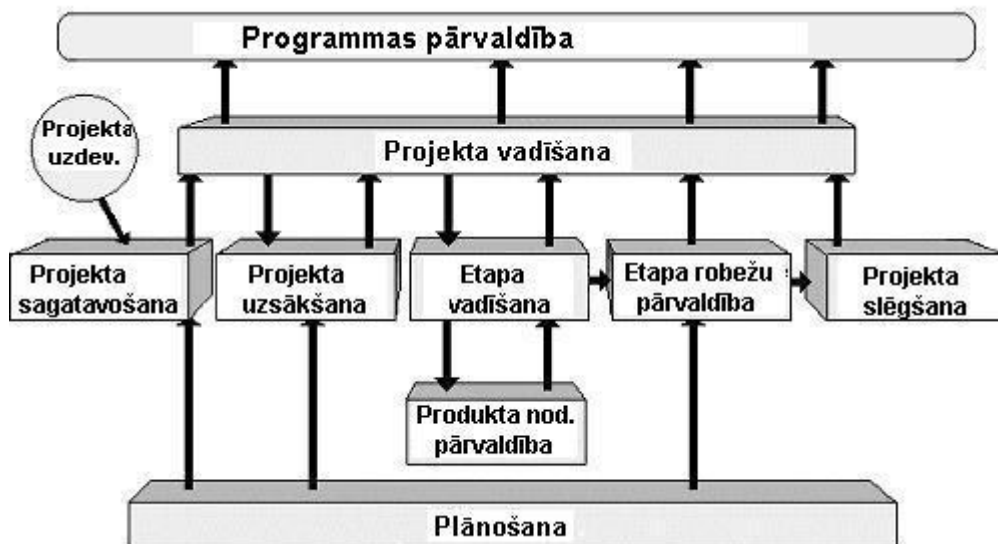 Programmas pārvaldība
Projekta
uzdev.
Projekta vadīšana
Projekta
sagatavošana
Projekta
uzsākšana
Etapa
vadīšana
Etapa robežu
pārvaldība
Projekta
slēgšana
Produkta nod.
pārvaldība
Plānošana